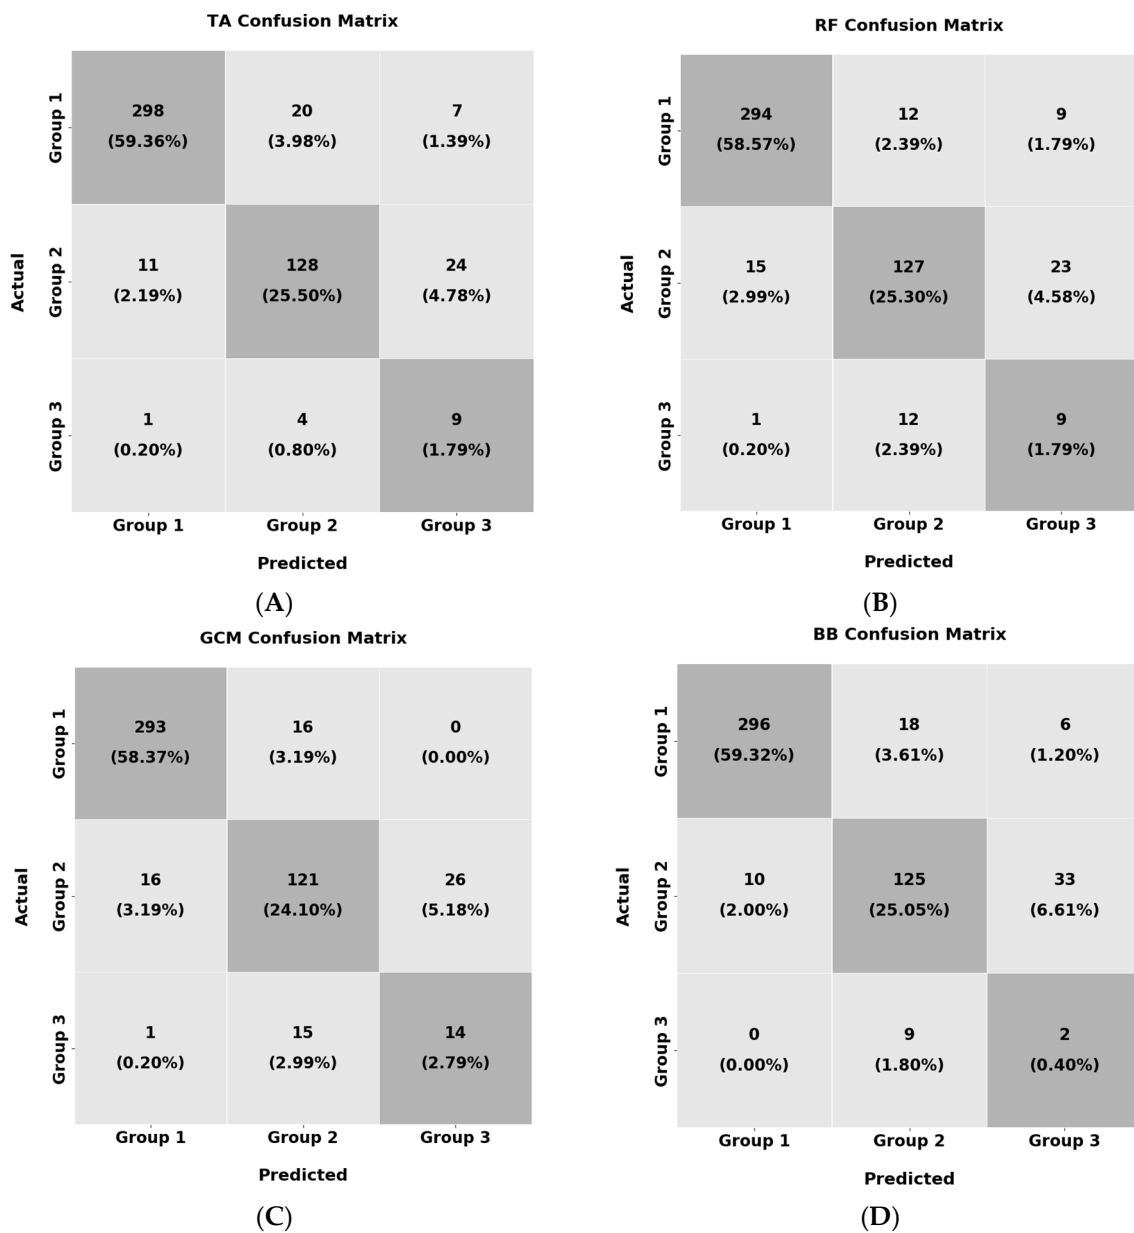 TA Confusion Matrix
Group 1
298
20
7
(59.36%)
(3.98%)
(1.39%)
Actual
Group 2
11
128
24
(2.19%)
(25.50%)
(4.78%)
Group 3
1
4
9
(0.20%)
(0.80%)
(1.79%)
Group 1
Group 2
Group 3
Predicted
(A)
RF Confusion Matrix
Group 1
294
12
9
(58.57%)
(2.39%)
(1.79%)
Actual
Group 2
15
127
23
(2.99%)
(25.30%)
(4.58%)
Group 3
1
12
9
(0.20%)
(2.39%)
(1.79%)
Group 1
Group 2
Group 3
Predicted
(B)
GCM Confusion Matrix
Group 1
293
16
0
(58.37%)
(3.19%)
(0.00%)
Actual
Group 2
16
121
26
(3.19%)
(24.10%)
(5.18%)
Group 3
1
15
14
(0.20%)
(2.99%)
(2.79%)
Group 1
Group 2
Group 3
Predicted
(C)
BB Confusion Matrix
Group 1
296
18
6
(59.32%)
(3.61%)
(1.20%)
Actual
Group 2
10
125
33
(2.00%)
(25.05%)
(6.61%)
Group 3
0
9
2
(0.00%)
(1.80%)
(0.40%)
Group 1
Group 2
Group 3
Predicted
(D)